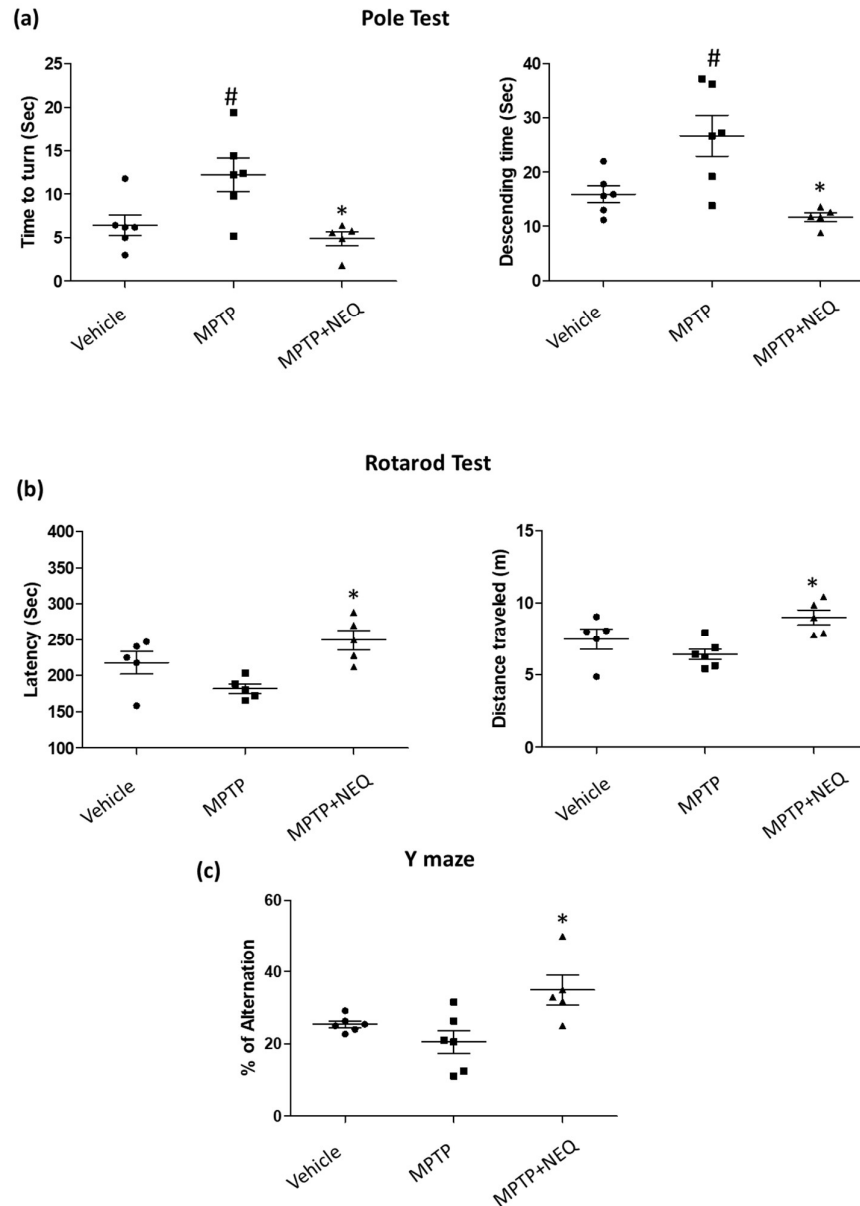 (a)
Pole Test
Time to turn (Sec)
25
20
15
10
5
0
#
*
Vehicle
MPTP
MPTP+NEQ
Descending time (Sec)
40
30
20
10
0
#
*
Vehicle
MPTP
MPTP+NEQ
Rotarod Test
(b)
Latency (Sec)
400
350
300
250
200
150
100
*
Vehicle
MPTP
MPTP+NEQ
Distance traveled (m)
15
10
5
0
*
Vehicle
MPTP
MPTP+NEQ
(c)
Y maze
% of Alternation
60
40
20
0
*
Vehicle
MPTP
MPTP+NEQ